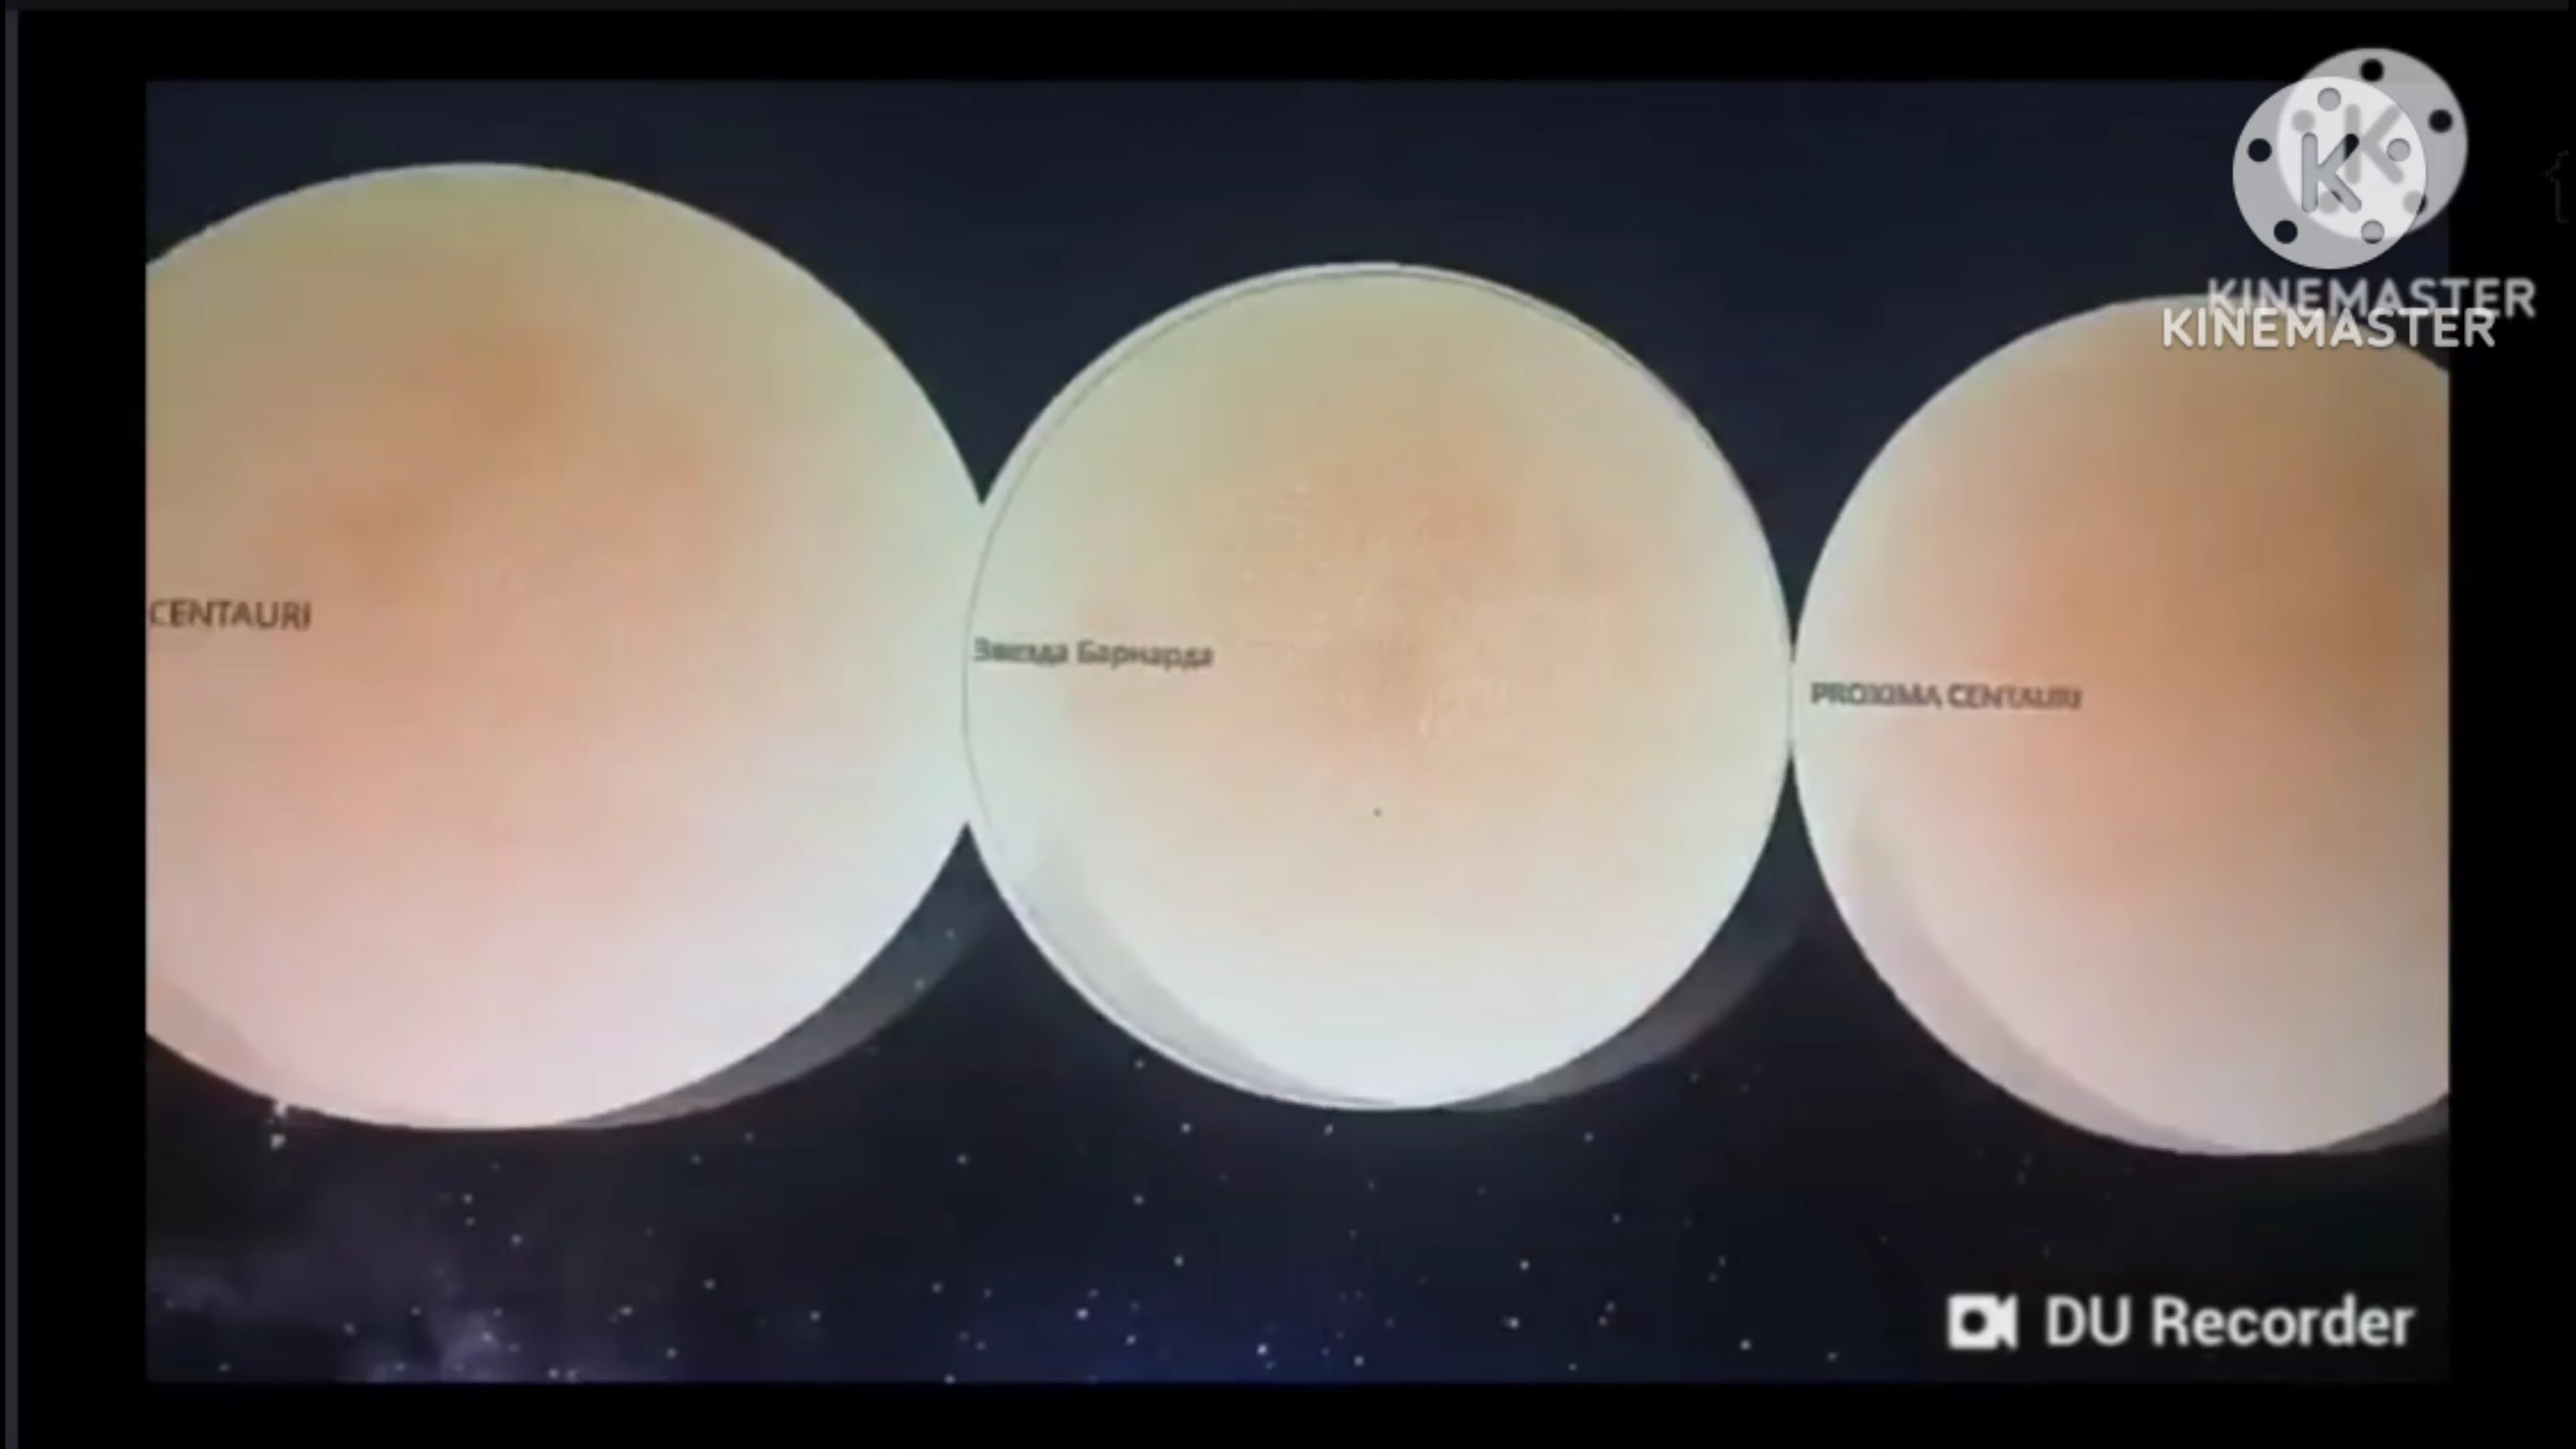 KINEMASTER
KINEMASTER
CENTAURI
Звезда Барнарда
PROXIMA CENTAURI
DU Recorder